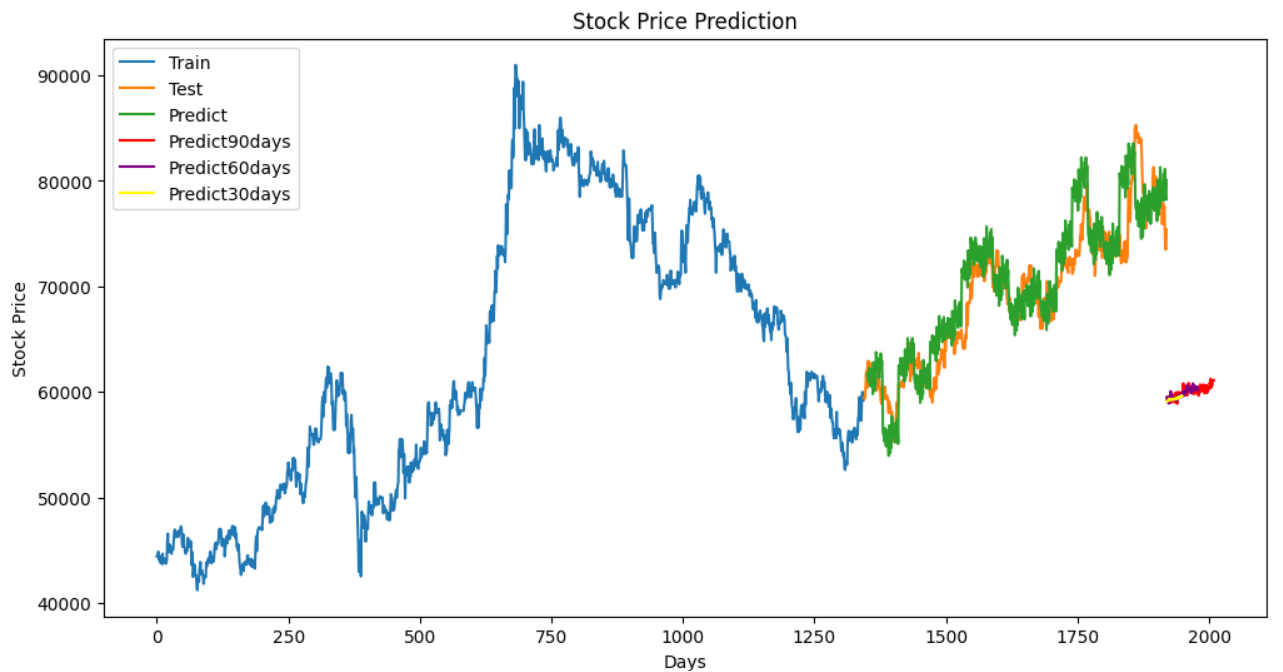 Stock Price Prediction
Train
Test
Predict
Predict90days
Predict60days
Predict30days
90000
80000
70000
60000
50000
40000
Stock Price
0
250
500
750
1000
1250
1500
1750
2000
Days